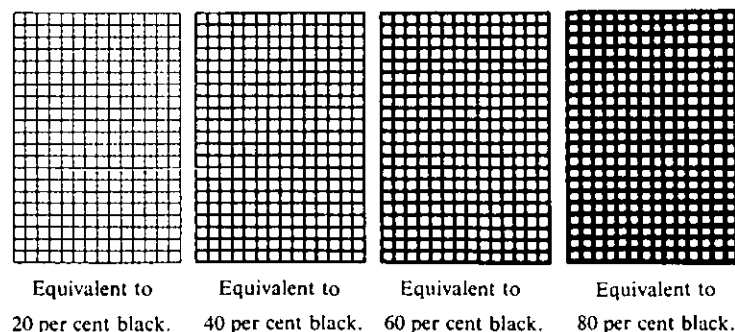 Equivalent to
20 per cent black.
Equivalent to
40 per cent black.
Equivalent to
60 per cent black.
Equivalent to
80 per cent black.